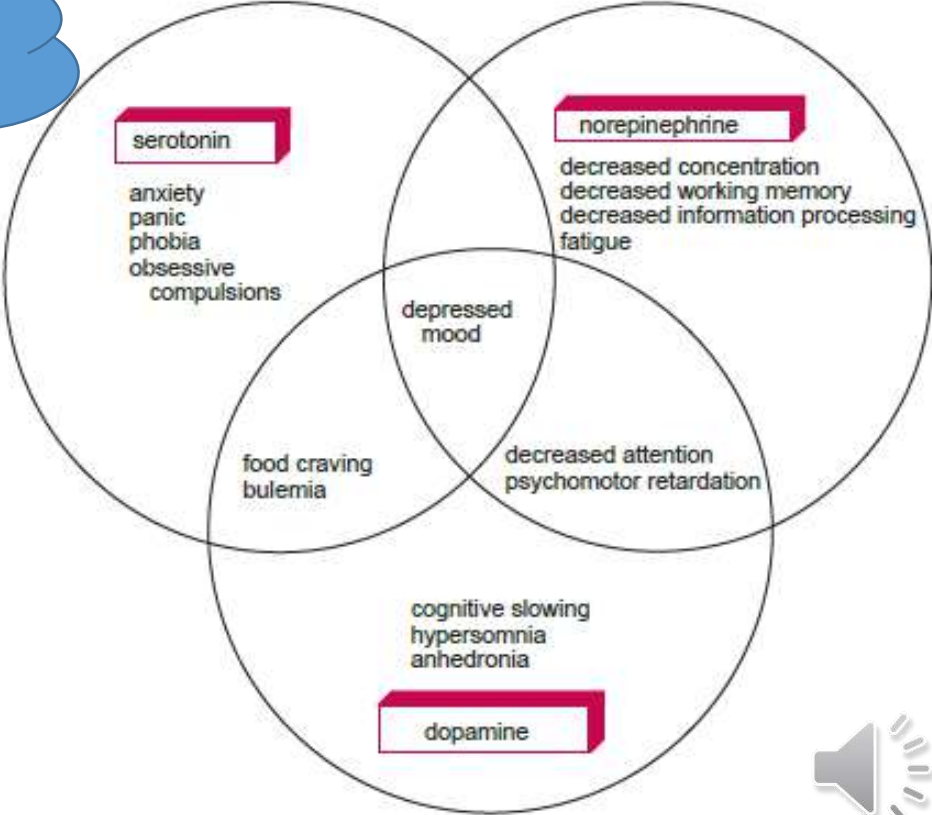 serotonin
anxiety
panic
phobia
obsessive
compulsions
norepinephrine
decreased concentration
decreased working memory
decreased information processing
fatigue
depressed
mood
food craving
bulemia
decreased attention
psychomotor retardation
cognitive slowing
hypersomnia
anhedronia
dopamine